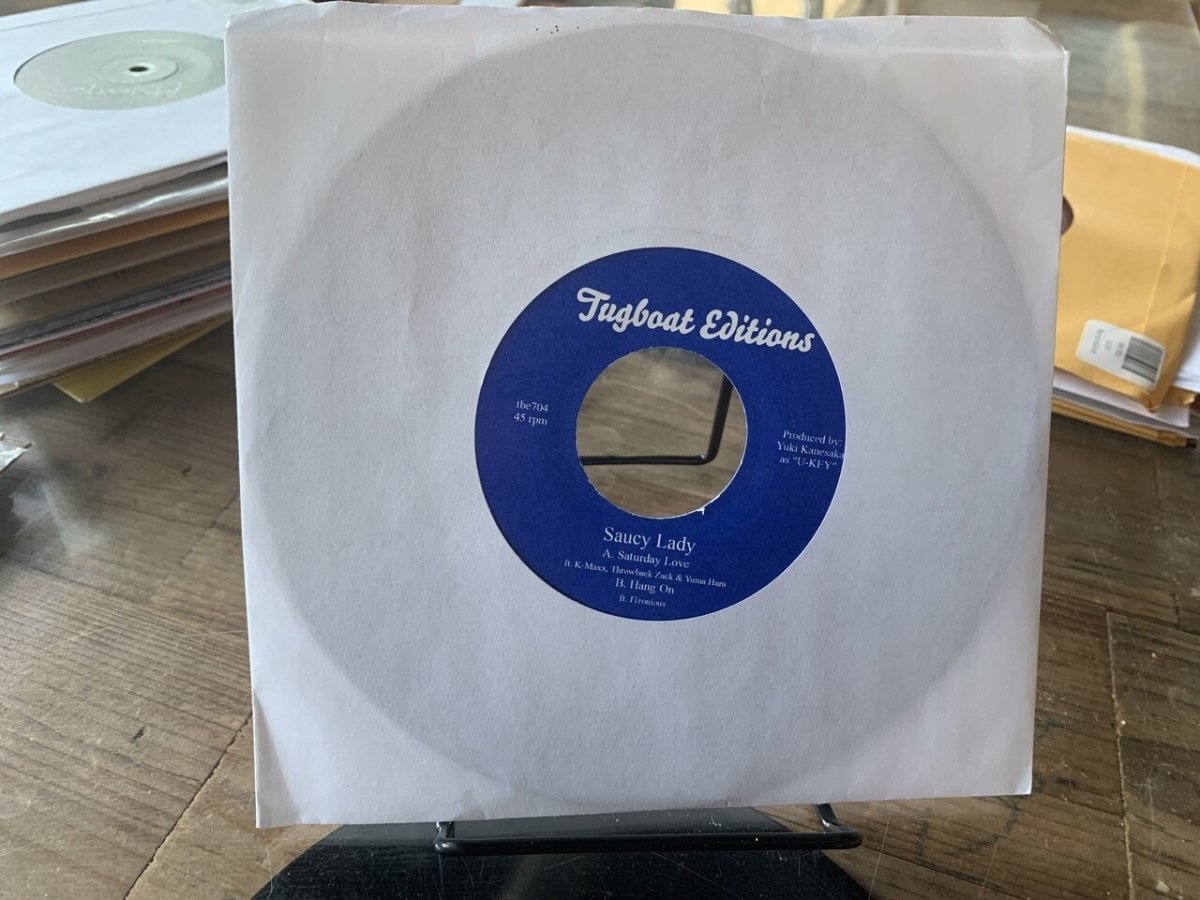 Tugboat Editions
tbe704
45 rpm
Produced by:
Yuki Kanesaka
as "U-KEY"
Saucy Lady
A. Saturday Love
ft. K-Maxx, Throwback Zack & Yuma Hara
B. Hang On
ft. JTronious